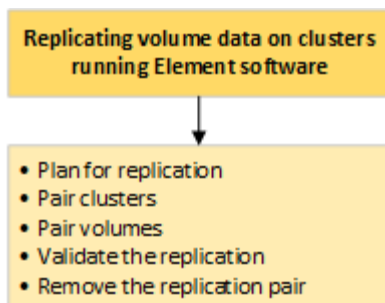 Replicating volume data on clusters
running Element software
• Plan for replication
• Pair clusters
• Pair volumes
• Validate the replication
• Remove the replication pair